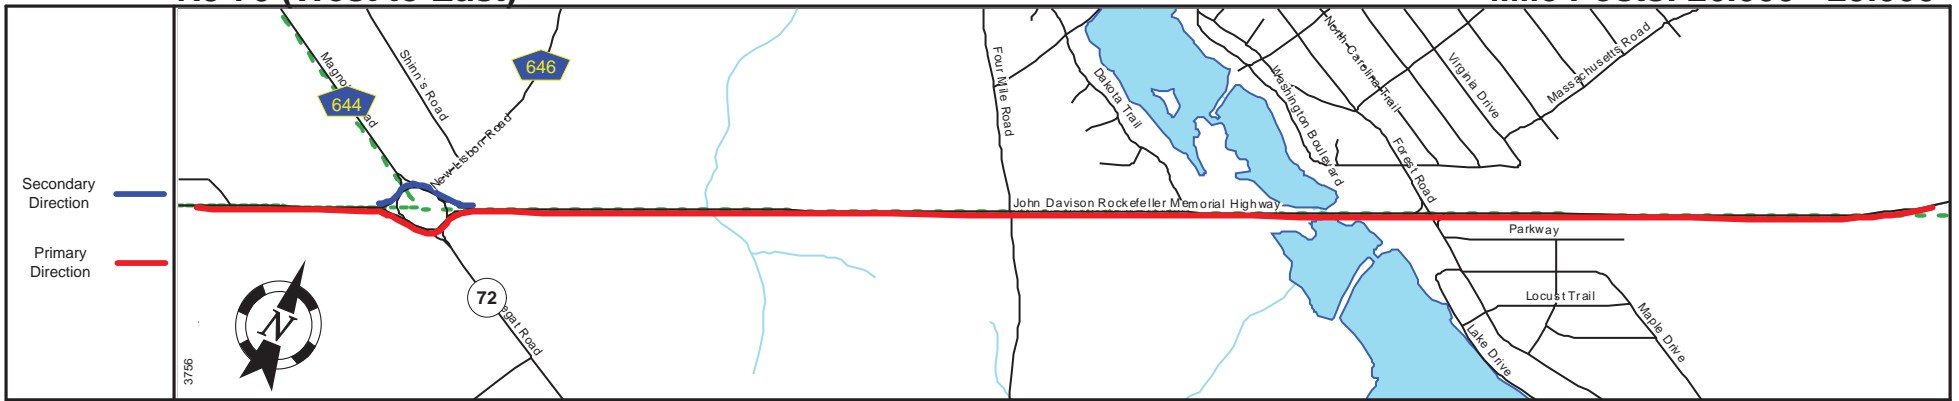 Secondary
Direction
Primary
Direction
3756
N
Shinn's Road
644
646
New Lisbon Road
72
Four Mile Road
Dakota Trail
John Davison Rockefeller Memorial Highway
Washington Boulevard
North Carolina Trail
Virginia Drive
Massachusetts Road
Forest Road
Parkway
Locust Trail
Lake Drive
Maple Drive